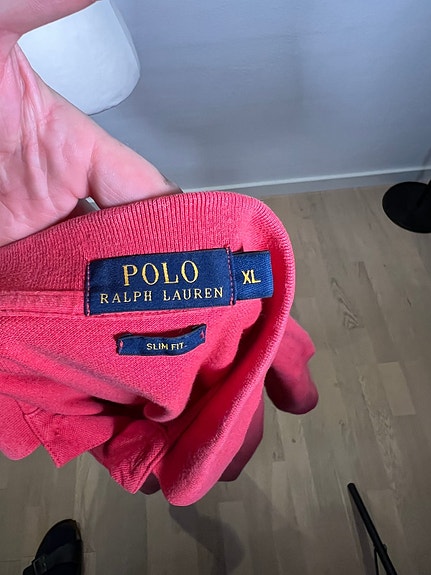 POLO
RALPH LAUREN
XL
SLIM FIT